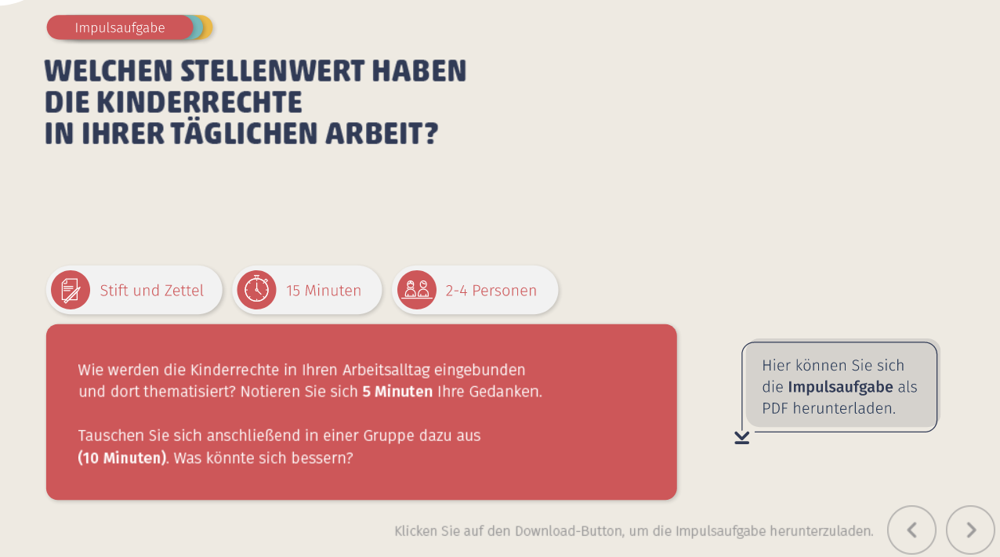 Impulsaufgabe
WELCHEN STELLENWERT HABEN
DIE KINDERRECHTE
IN IHRER TÄGLICHEN ARBEIT?
Stift und Zettel
15 Minuten
2-4 Personen
Wie werden die Kinderrechte in Ihren Arbeitsalltag eingebunden
und dort thematisiert? Notieren Sie sich 5 Minuten Ihre Gedanken.
Tauschen Sie sich anschließend in einer Gruppe dazu aus
(10 Minuten). Was könnte sich bessern?
Hier können Sie sich
die Impulsaufgabe als
PDF herunterladen.
Klicken Sie auf den Download-Button, um die Impulsaufgabe herunterzuladen.